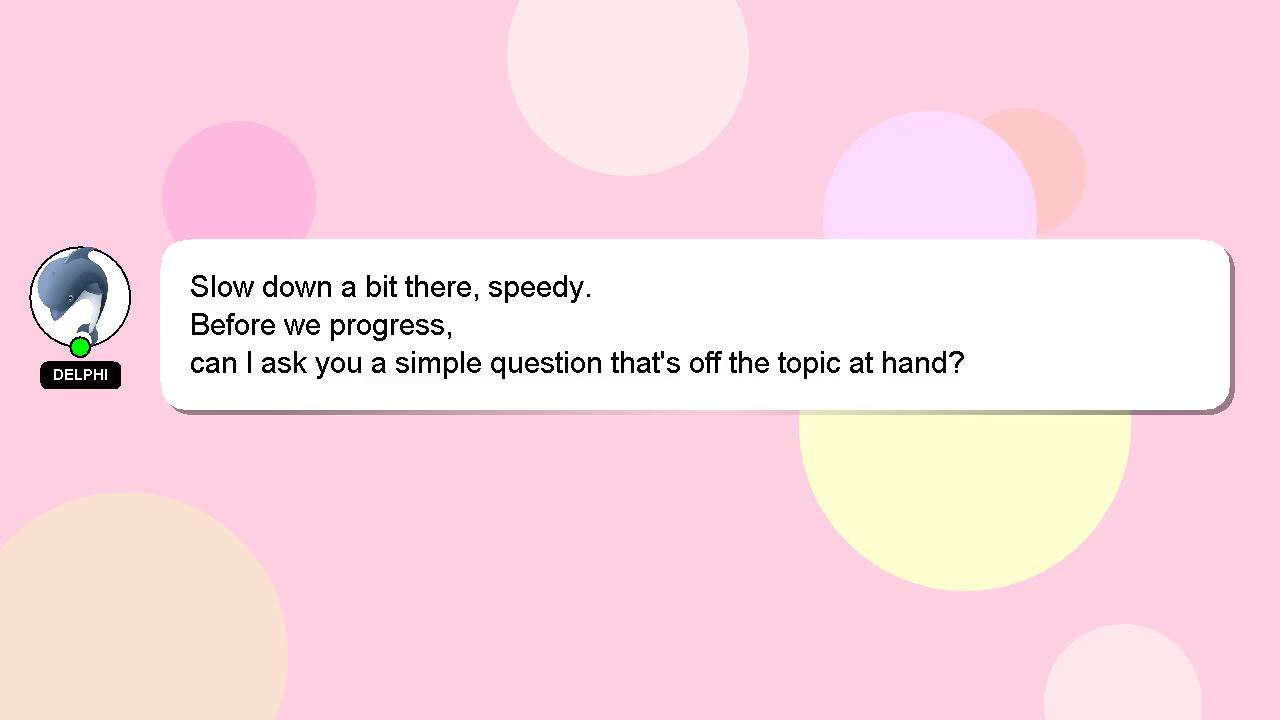 Slow down a bit there, speedy.
Before we progress,
can I ask you a simple question that's off the topic at hand?
DELPHI